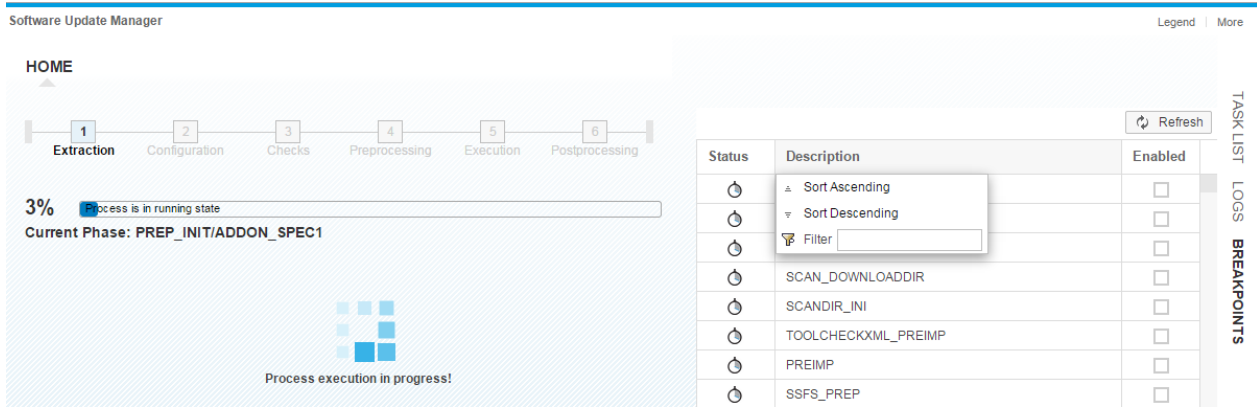 Software Update Manager
Legend | More
HOME
1 2 3 4 5 6
Extraction Configuration Checks Preprocessing Execution Postprocessing
3% Process is in running state
Current Phase: PREP_INIT/ADDON_SPEC1
Process execution in progress!
Refresh
Status Description Enabled
Sort Ascending
Sort Descending
Filter
SCAN_DOWNLOADDIR
SCANDIR_INI
TOOLCHECKXML_PREIMP
PREIMP
SSFS_PREP
TASK LIST
LOGS
BREAKPOINTS